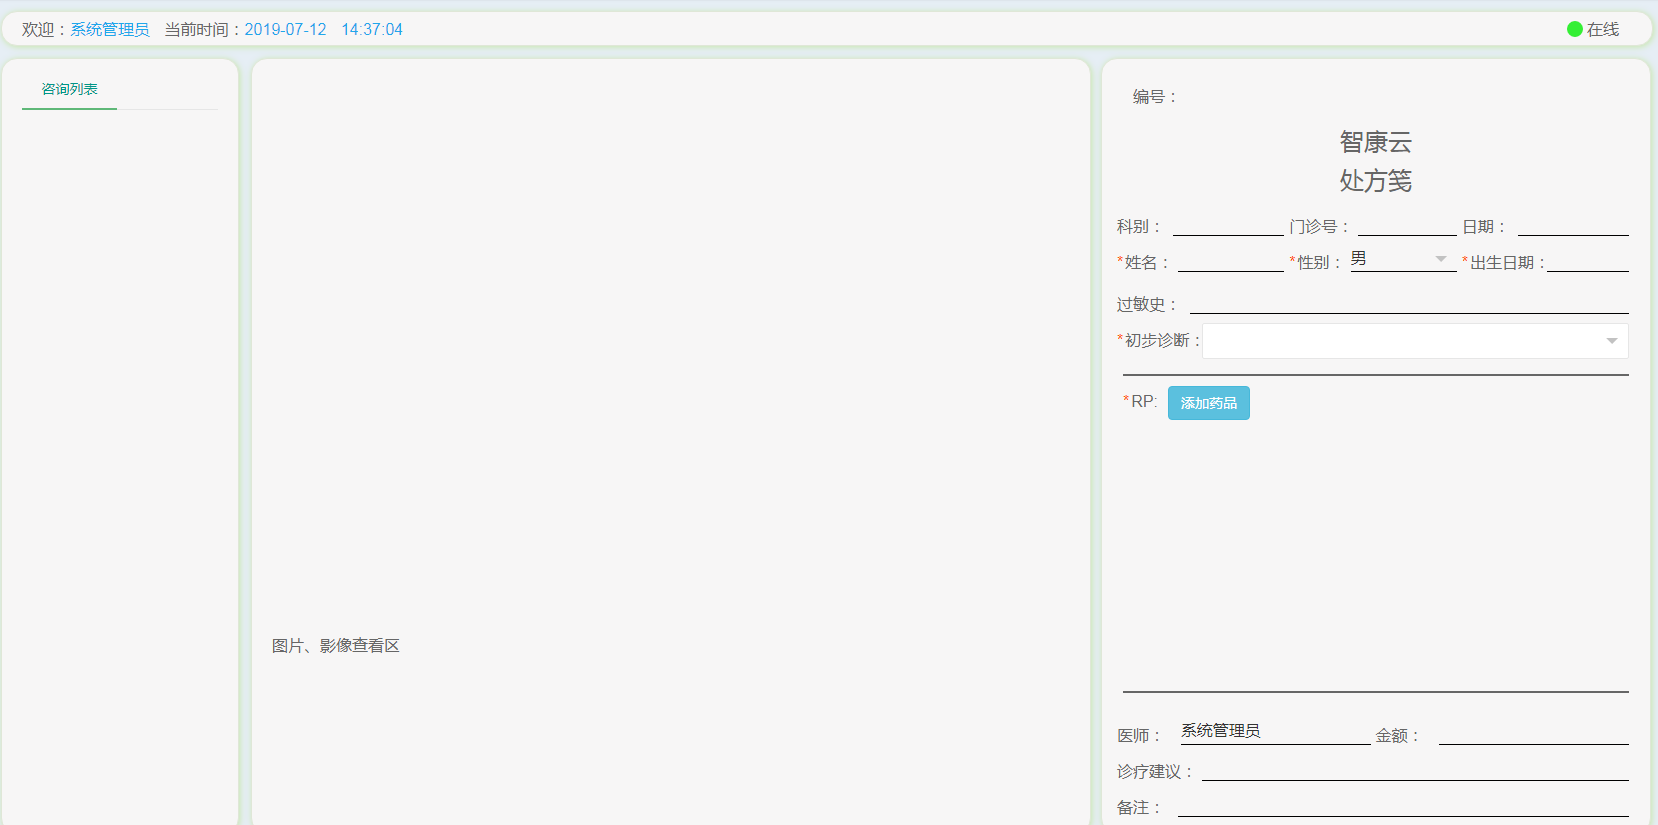 欢迎：系统管理员 当前时间：2019-07-12 14:37:04
在线
咨询列表
图片、影像查看区
编号：
智康云
处方笺
科别： 门诊号： 日期：
*姓名： *性别： 男 *出生日期：
过敏史：
*初步诊断：
*RP: 添加药品
医师： 系统管理员 金额：
诊疗建议：
备注：